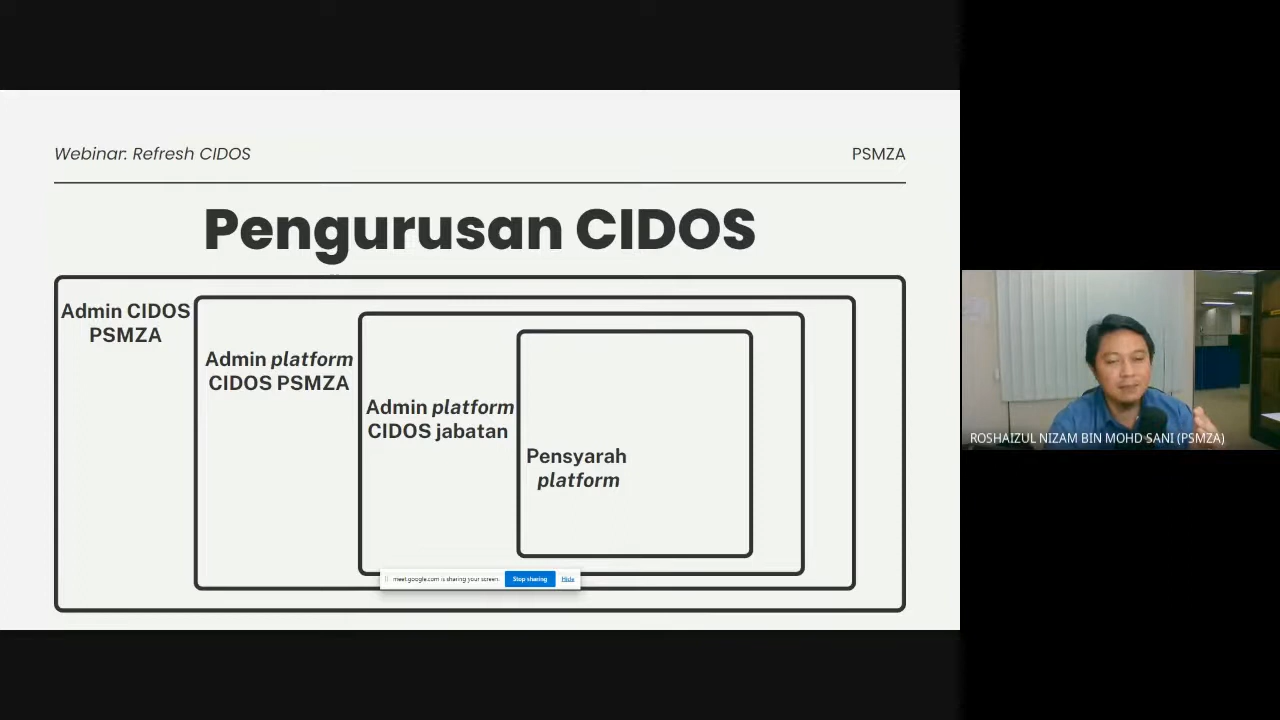 Webinar: Refresh CIDOS
PSMZA
Pengurusan CIDOS
Admin CIDOS
PSMZA
Admin platform
CIDOS PSMZA
Admin platform
CIDOS jabatan
Pensyarah
platform
meet.google.com is sharing your screen.
Stop sharing
Hide
ROSHAIZUL NIZAM BIN MOHD SANI (PSMZA)